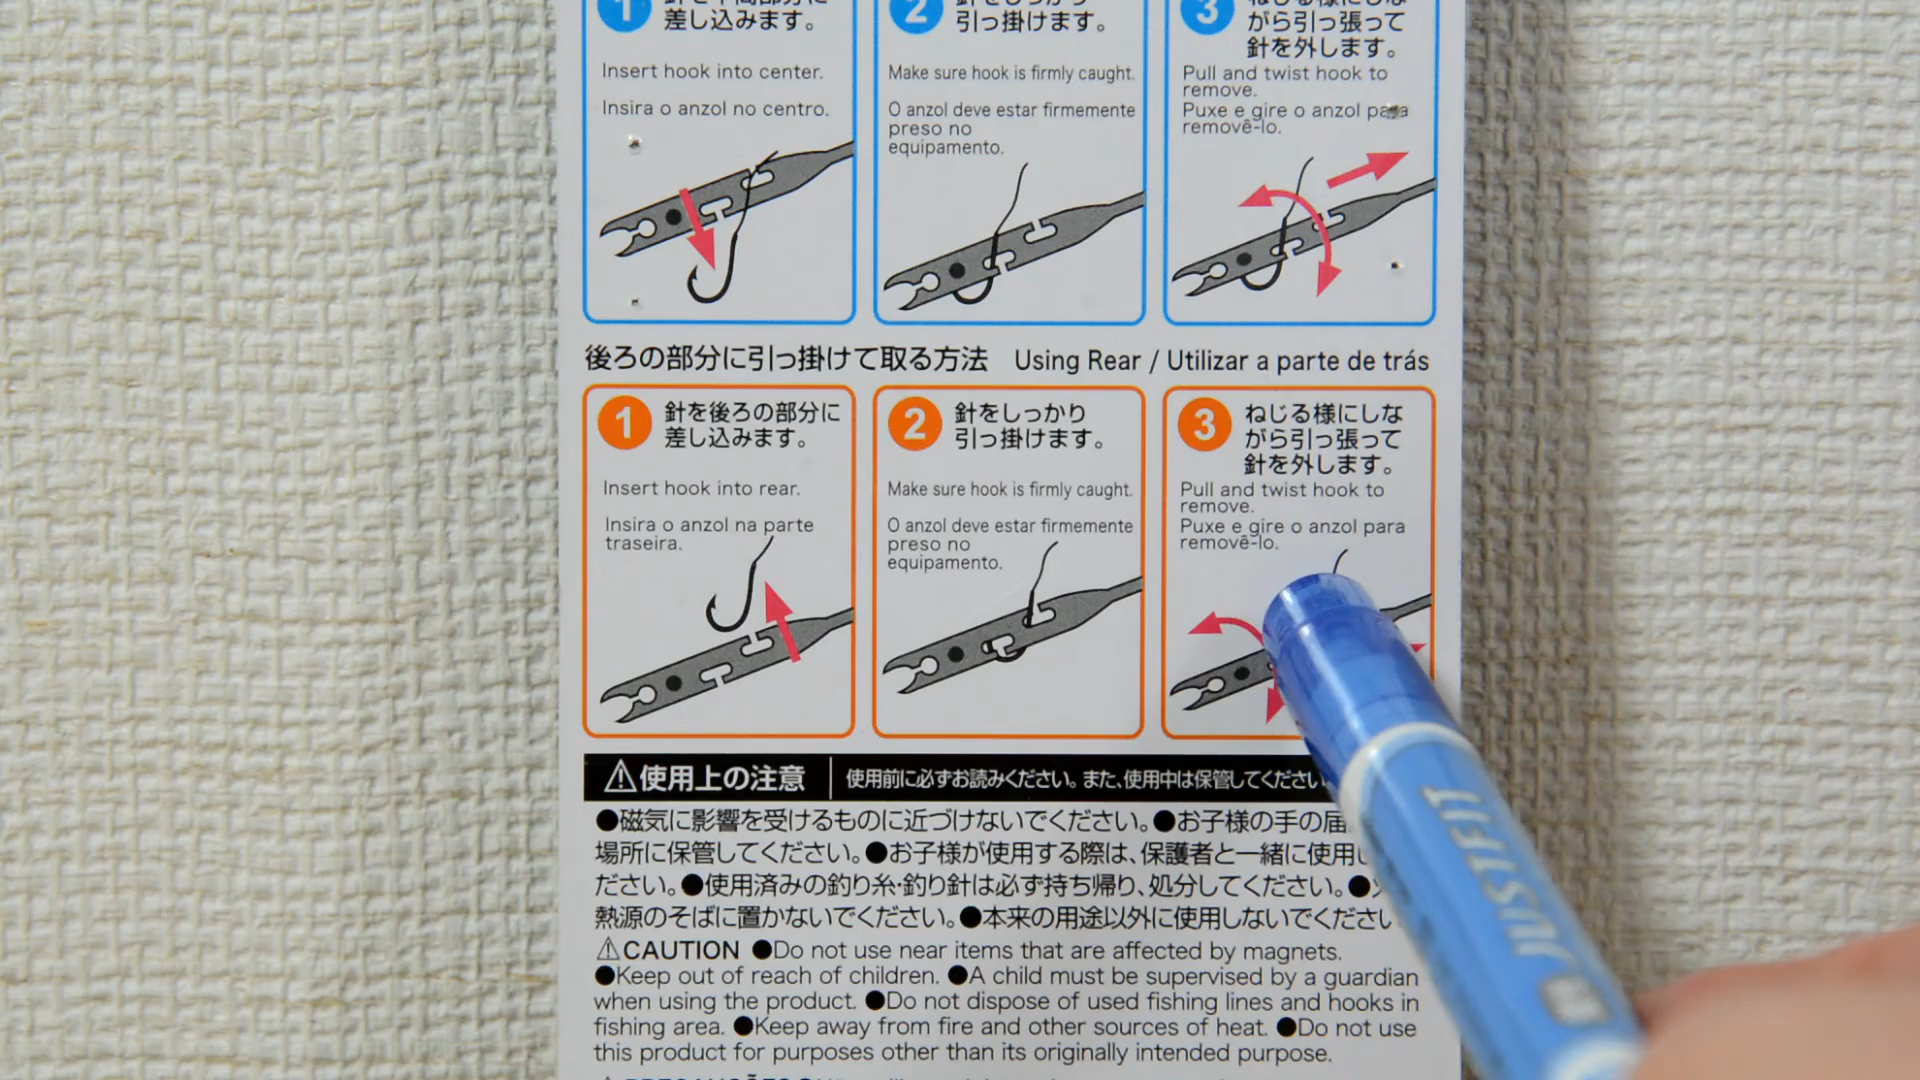 1
差し込みます。
Insert hook into center.
Insira o anzol no centro.
2
引っ掛けます。
Make sure hook is firmly caught.
O anzol deve estar firmemente
preso no
equipamento.
3
がら引っ張って
針を外します。
Pull and twist hook to
remove.
Puxe e gire o anzol para
removê-lo.
後ろの部分に引っ掛けて取る方法 Using Rear / Utilizar a parte de trás
1
針を後ろの部分に
差し込みます。
Insert hook into rear.
Insira o anzol na parte
traseira.
2
針をしっかり
引っ掛けます。
Make sure hook is firmly caught.
O anzol deve estar firmemente
preso no
equipamento.
3
ねじる様にしな
がら引っ張って
針を外します。
Pull and twist hook to
remove.
Puxe e gire o anzol para
removê-lo.
⚠使用上の注意 使用前に必ずお読みください。また、使用中は保管してください
●磁気に影響を受けるものに近づけないでください。●お子様の手の届
場所に保管してください。●お子様が使用する際は、保護者と一緒に使用し
ださい。●使用済みの釣り糸・釣り針は必ず持ち帰り、処分してください。●
熱源のそばに置かないでください。●本来の用途以外に使用しないでください
⚠CAUTION ●Do not use near items that are affected by magnets.
●Keep out of reach of children. ●A child must be supervised by a guardian
when using the product. ●Do not dispose of used fishing lines and hooks in
fishing area. ●Keep away from fire and other sources of heat. ●Do not use
this product for purposes other than its originally intended purpose.
JUSTFIT